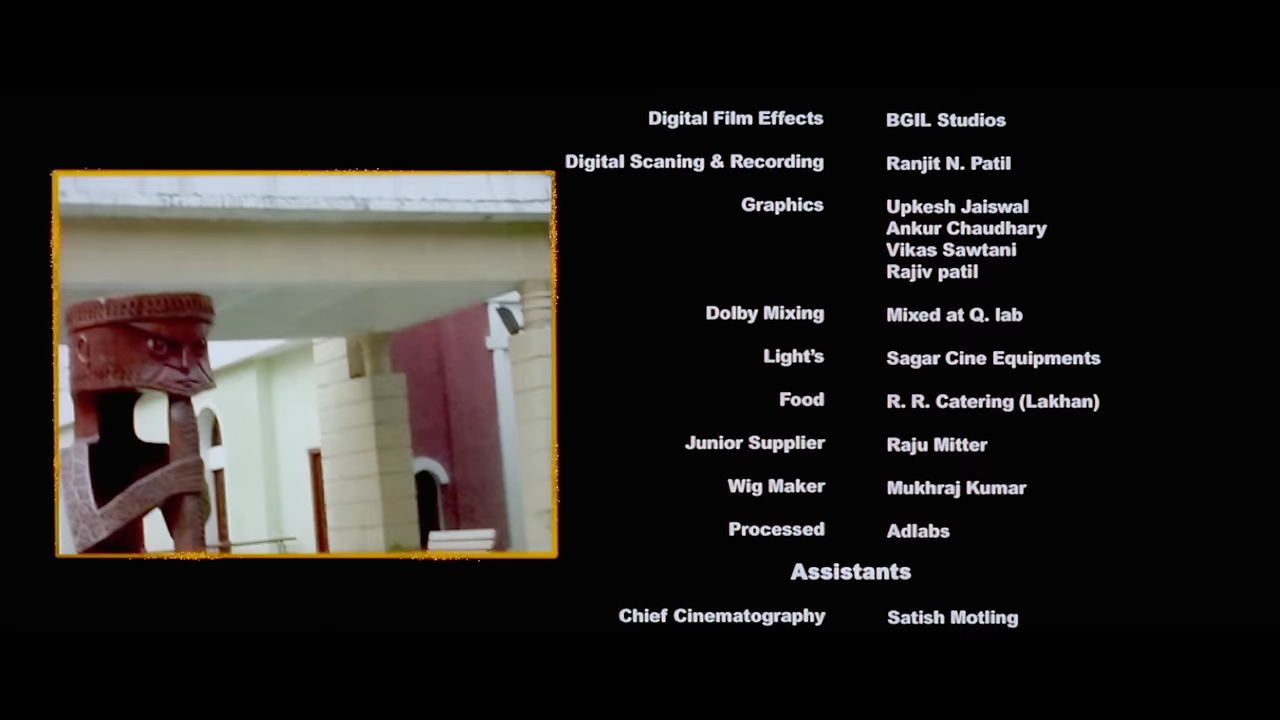 Digital Film Effects BGIL Studios
Digital Scaning & Recording Ranjit N. Patil
Graphics Upkesh Jaiswal
Ankur Chaudhary
Vikas Sawtani
Rajiv patil
Dolby Mixing Mixed at Q. lab
Light's Sagar Cine Equipments
Food R. R. Catering (Lakhan)
Junior Supplier Raju Mitter
Wig Maker Mukhraj Kumar
Processed Adlabs
Assistants
Chief Cinematography Satish Motling